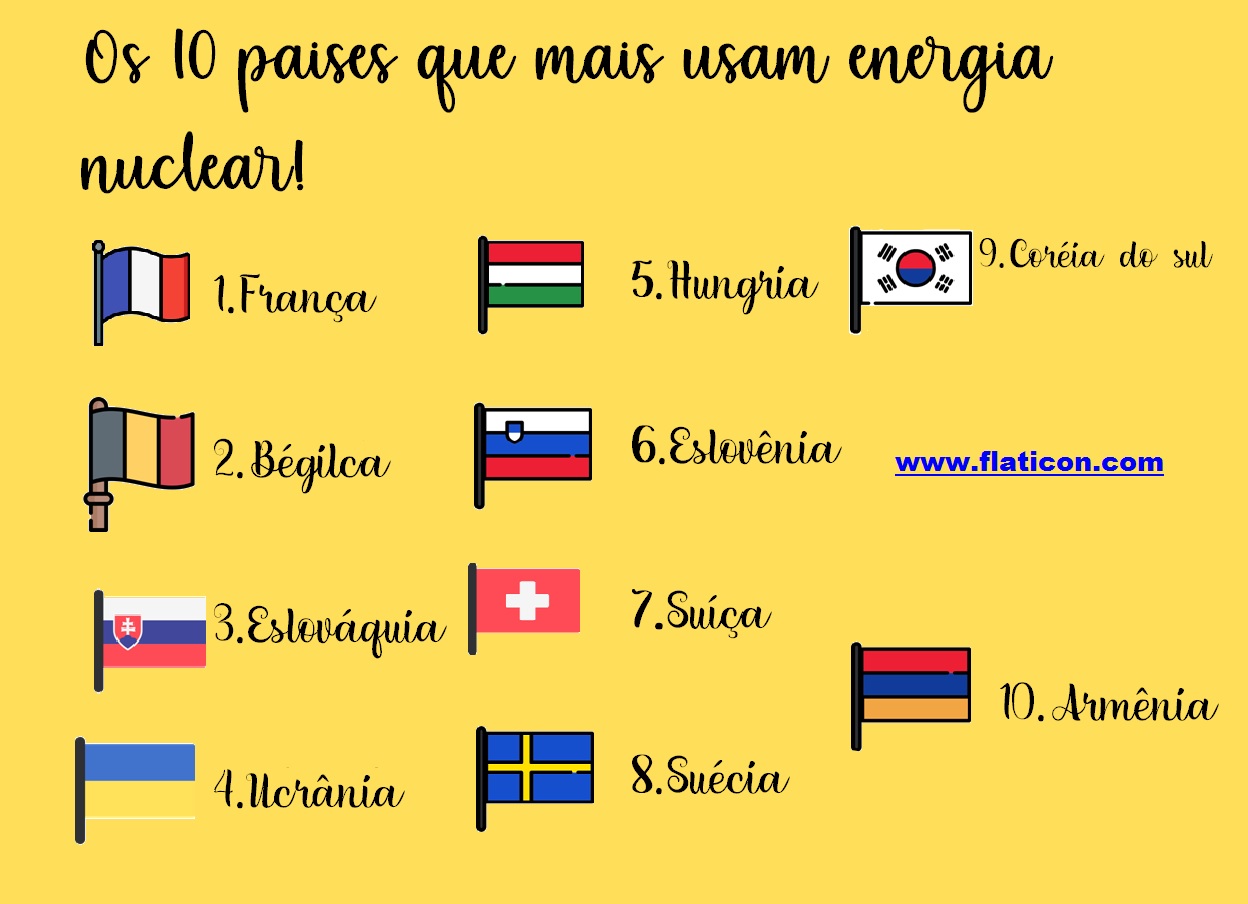 Os 10 paises que mais usam energia
nuclear!
1.França
2.Bégilca
3.Eslováquia
4.Ucrânia
5.Hungria
6.Eslovênia
7.Suíça
8.Suécia
9.Coréia do sul
www.flaticon.com
10.Armênia